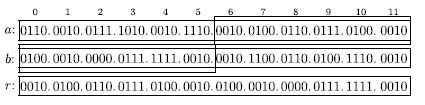 0 1 2 3 4 5 6 7 8 9 10 11
a: 0110. 0010. 0111. 1010. 0010. 1110. 0010. 0100. 0110. 0111. 0100. 0010
b: 0100. 0010. 0000. 0111. 1111. 0010. 0010. 1100. 0110. 0100. 1110. 0010
r: 0010. 0100. 0110. 0111. 0100. 0010. 0100. 0010. 0000. 0111. 1111. 0010